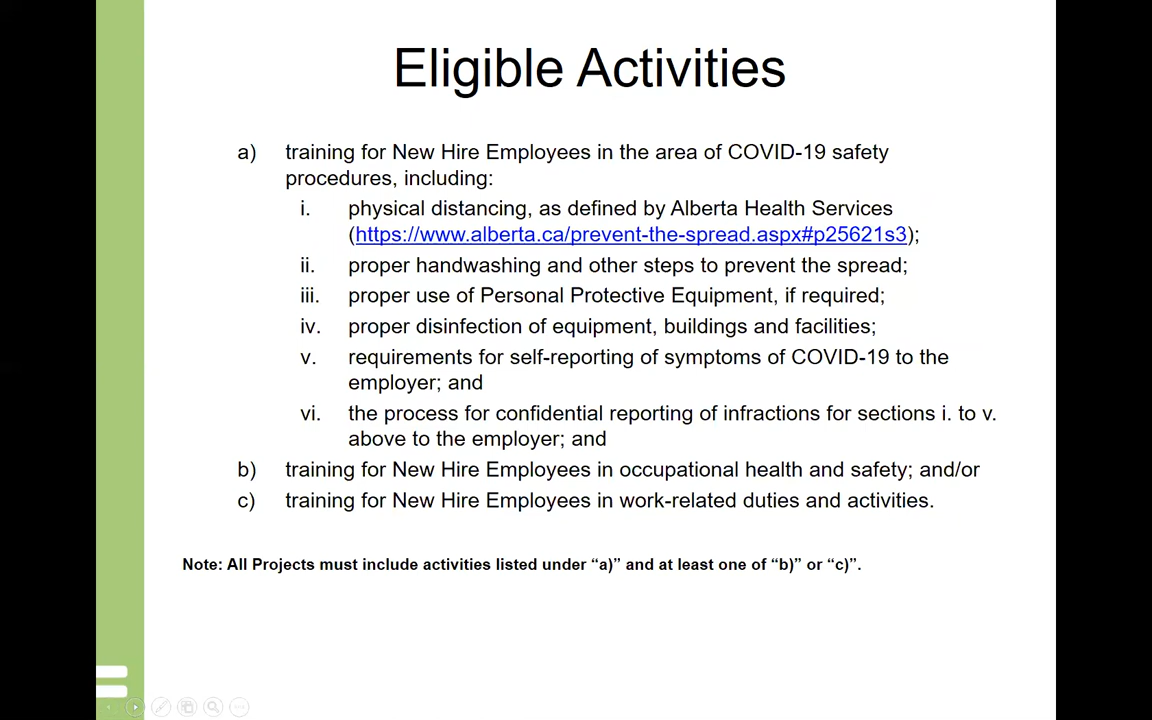 Eligible Activities
a) training for New Hire Employees in the area of COVID-19 safety
procedures, including:
i. physical distancing, as defined by Alberta Health Services
(https://www.alberta.ca/prevent-the-spread.aspx#p25621s3);
ii. proper handwashing and other steps to prevent the spread;
iii. proper use of Personal Protective Equipment, if required;
iv. proper disinfection of equipment, buildings and facilities;
v. requirements for self-reporting of symptoms of COVID-19 to the
employer; and
vi. the process for confidential reporting of infractions for sections i. to v.
above to the employer; and
b) training for New Hire Employees in occupational health and safety; and/or
c) training for New Hire Employees in work-related duties and activities.
Note: All Projects must include activities listed under “a)” and at least one of “b)” or “c)”.